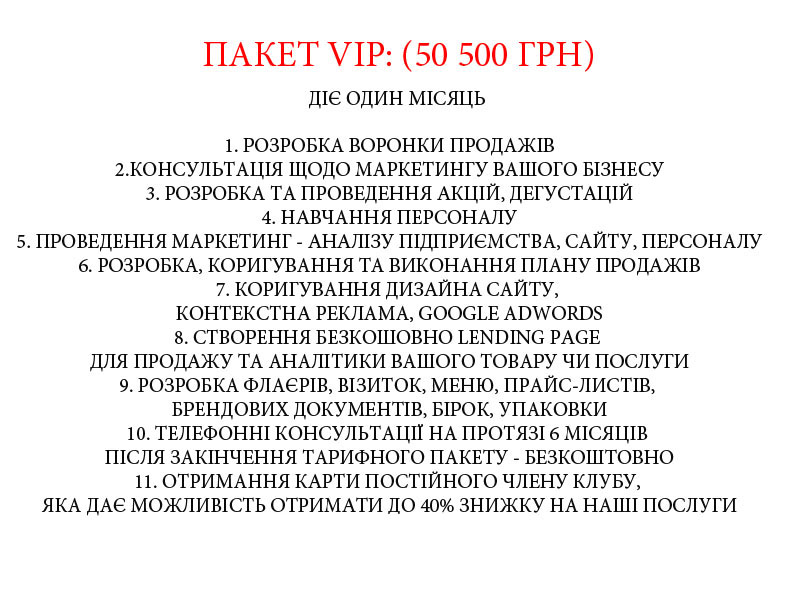 ПАКЕТ VIP: (50 500 ГРН)
ДІЄ ОДИН МІСЯЦЬ
1. РОЗРОБКА ВОРОНКИ ПРОДАЖІВ
2.КОНСУЛЬТАЦІЯ ЩОДО МАРКЕТИНГУ ВАШОГО БІЗНЕСУ
3. РОЗРОБКА ТА ПРОВЕДЕННЯ АКЦІЙ, ДЕГУСТАЦІЙ
4. НАВЧАННЯ ПЕРСОНАЛУ
5. ПРОВЕДЕННЯ МАРКЕТИНГ - АНАЛІЗУ ПІДПРИЄМСТВА, САЙТУ, ПЕРСОНАЛУ
6. РОЗРОБКА, КОРИГУВАННЯ ТА ВИКОНАННЯ ПЛАНУ ПРОДАЖІВ
7. КОРИГУВАННЯ ДИЗАЙНА САЙТУ,
КОНТЕКСТНА РЕКЛАМА, GOOGLE ADWORDS
8. СТВОРЕННЯ БЕЗКОШОВНО LENDING PAGE
ДЛЯ ПРОДАЖУ ТА АНАЛІТИКИ ВАШОГО ТОВАРУ ЧИ ПОСЛУГИ
9. РОЗРОБКА ФЛАЄРІВ, ВІЗИТОК, МЕНЮ, ПРАЙС-ЛИСТІВ,
БРЕНДОВИХ ДОКУМЕНТІВ, БІРОК, УПАКОВКИ
10. ТЕЛЕФОННІ КОНСУЛЬТАЦІЇ НА ПРОТЯЗІ 6 МІСЯЦІВ
ПІСЛЯ ЗАКІНЧЕННЯ ТАРИФНОГО ПАКЕТУ - БЕЗКОШТОВНО
11. ОТРИМАННЯ КАРТИ ПОСТІЙНОГО ЧЛЕНУ КЛУБУ,
ЯКА ДАЄ МОЖЛИВІСТЬ ОТРИМАТИ ДО 40% ЗНИЖКУ НА НАШІ ПОСЛУГИ